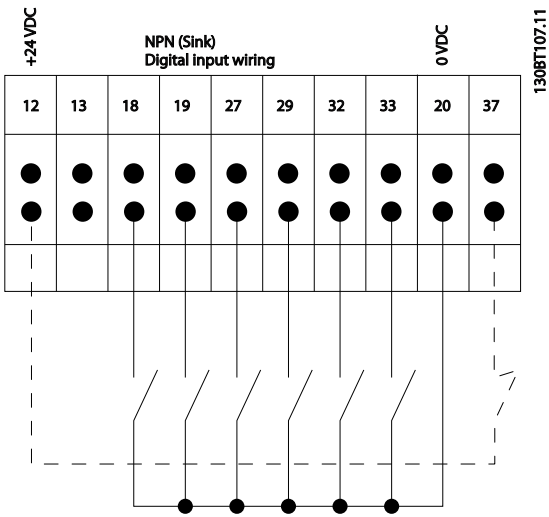 +24 VDC
NPN (Sink)
Digital input wiring
0 VDC
130BT107.11
12 13 18 19 27 29 32 33 20 37